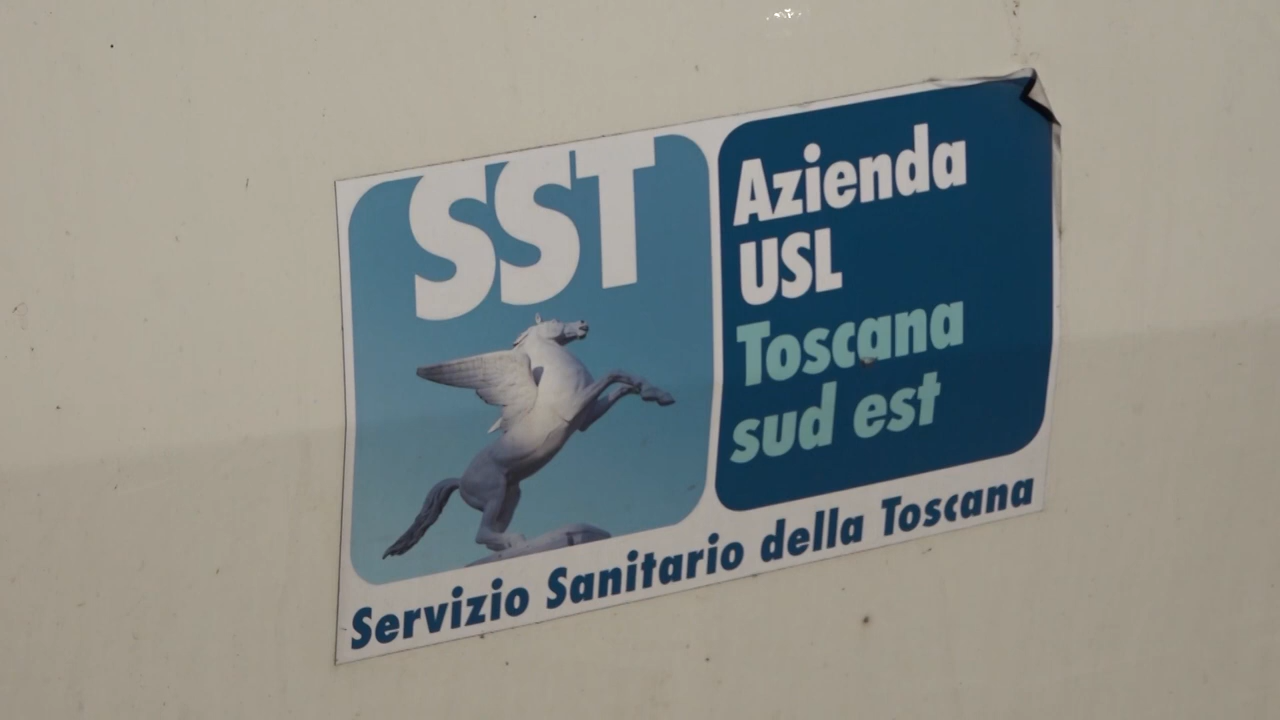 SST
Azienda
USL
Toscana
sud est
Servizio Sanitario della Toscana